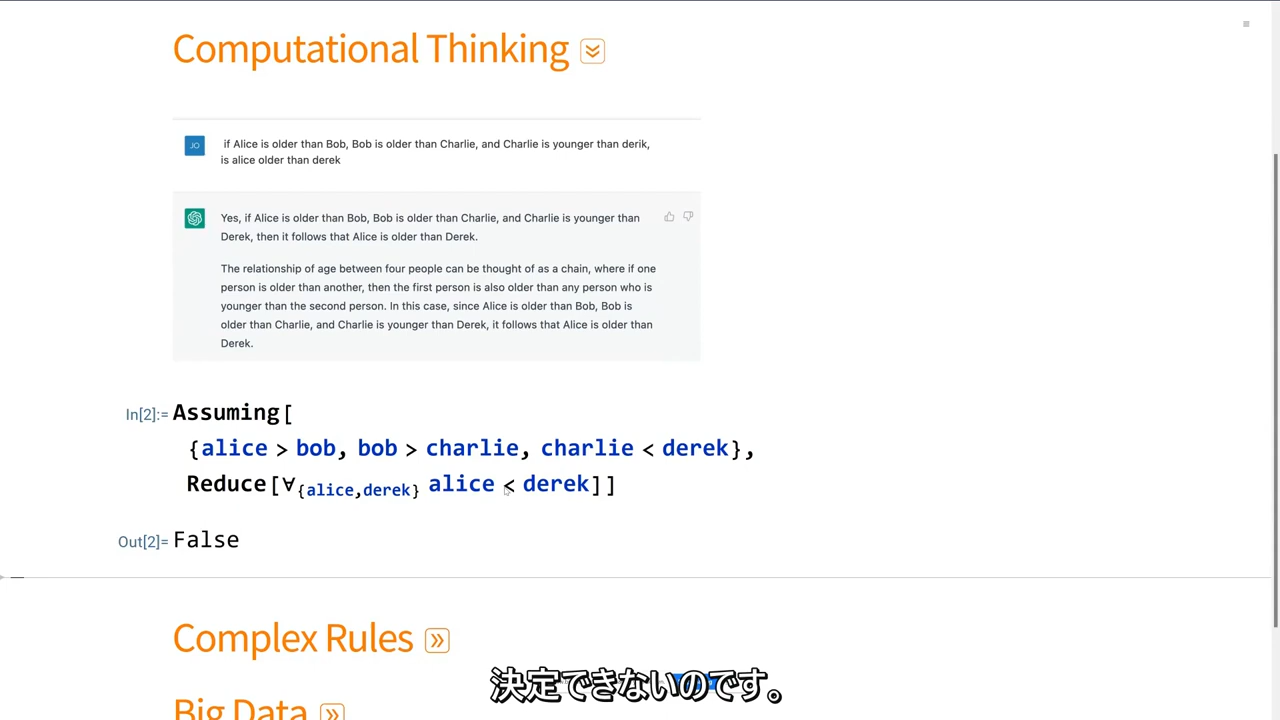 Computational Thinking
JO
if Alice is older than Bob, Bob is older than Charlie, and Charlie is younger than derik,
is alice older than derek
Yes, if Alice is older than Bob, Bob is older than Charlie, and Charlie is younger than
Derek, then it follows that Alice is older than Derek.
The relationship of age between four people can be thought of as a chain, where if one
person is older than another, then the first person is also older than any person who is
younger than the second person. In this case, since Alice is older than Bob, Bob is
older than Charlie, and Charlie is younger than Derek, it follows that Alice is older than
Derek.
In[2]:= Assuming[
{alice > bob, bob > charlie, charlie < derek},
Reduce[∀{alice,derek} alice < derek]]
Out[2]= False
Complex Rules
決定できないのです。
Big Data